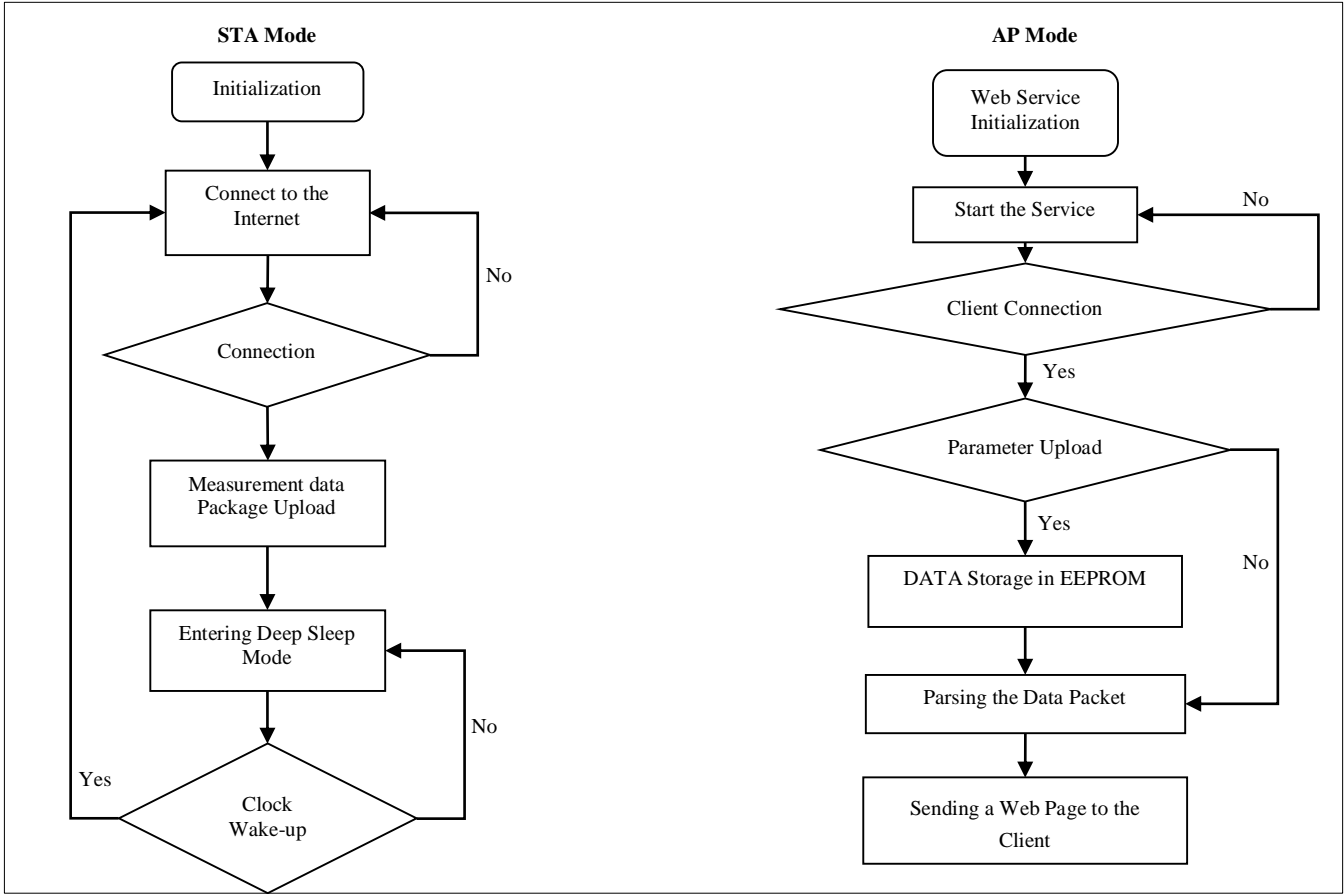 STA Mode
Initialization
Connect to the
Internet
No
Connection
Measurement data
Package Upload
Entering Deep Sleep
Mode
No
Yes
Clock
Wake-up
AP Mode
Web Service
Initialization
Start the Service
No
Client Connection
Yes
Parameter Upload
Yes
No
DATA Storage in EEPROM
Parsing the Data Packet
Sending a Web Page to the
Client